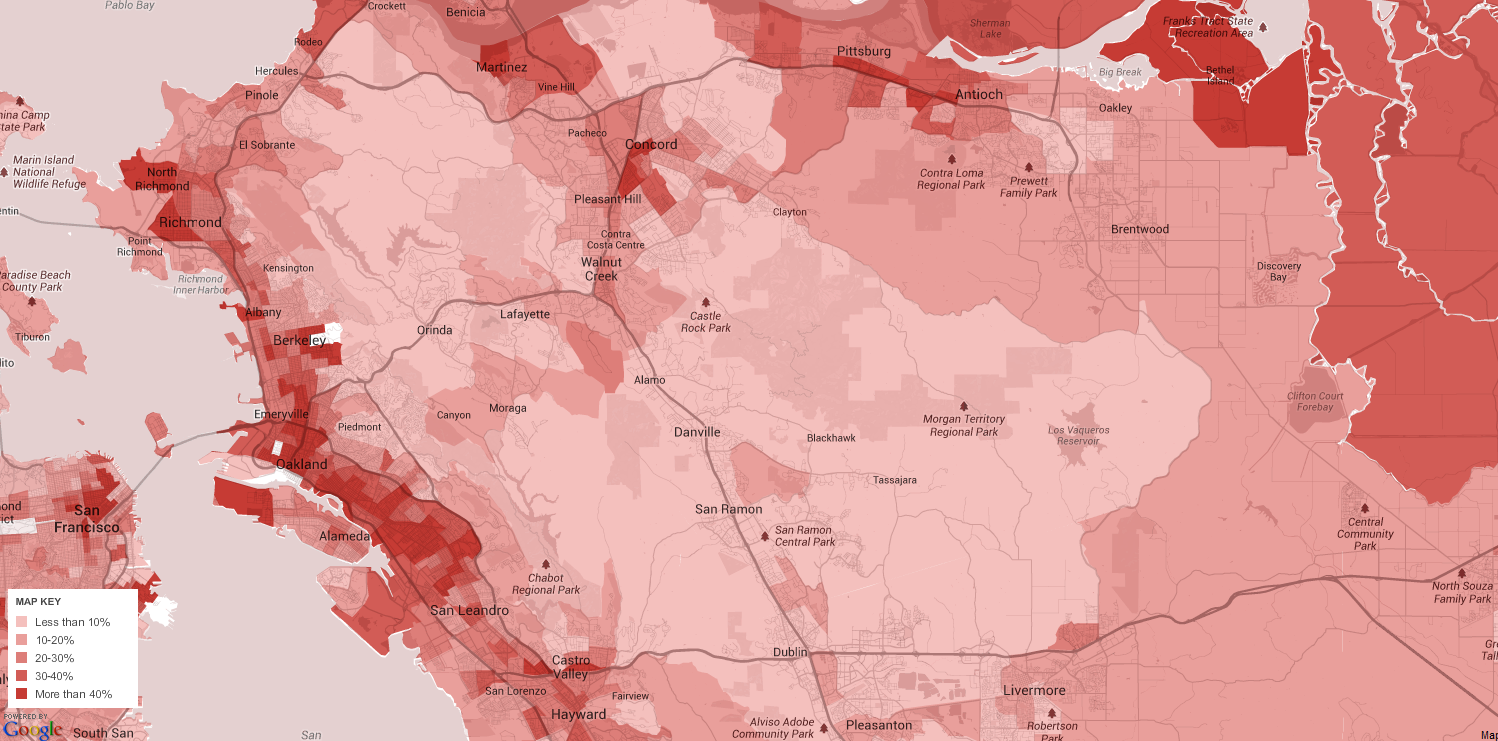 Pablo Bay
Crockett
Benicia
Sherman
Lake
Franks Tract State
Recreation Area
Rodeo
Pittsburg
Hercules
Martinez
Vine Hill
Big Break
Bethel
Island
Pinole
Antioch
Oakley
State Park
Camp
Pacheco
Concord
El Sobrante
Marin Island
National
Wildlife Refuge
North
Richmond
Contra Loma
Regional Park
Prewett
Family Park
Pleasant Hill
Clayton
Richmond
Point
Richmond
Contra
Costa Centre
Brentwood
Walnut
Creek
Kensington
Discovery
Bay
Paradise Beach
County Park
Richmond
Inner Harbor
Castle
Rock Park
Albany
Lafayette
Orinda
Tiburon
Berkeley
Alamo
Clifton Court
Forebay
Emeryville
Canyon
Moraga
Piedmont
Danville
Blackhawk
Morgan Territory
Regional Park
Los Vaqueros
Reservoir
Oakland
Tassajara
San
Francisco
San Ramon
Alameda
San Ramon
Central Park
Central
Community
Park
Chabot
Regional Park
North Souza
Family Park
San Leandro
MAP KEY
Less than 10%
10-20%
20-30%
30-40%
More than 40%
Castro
Valley
Dublin
San Lorenzo
Fairview
Livermore
Hayward
Alviso Adobe
Community Park
Pleasanton
Robertson
Park
POWERED BY
Google
South San
San
Map